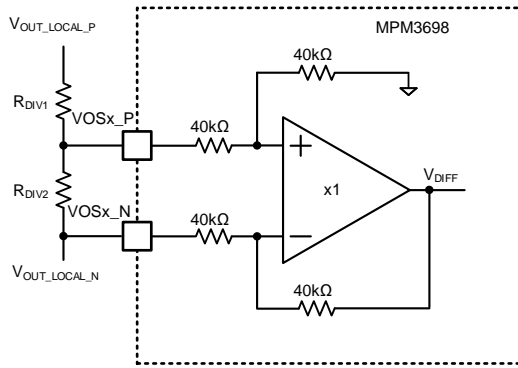 VOUT_LOCAL_P
MPM3698
RDIV1
40kΩ
VOSx_P
40kΩ
+
VDIFF
x1
RDIV2
VOSx_N
40kΩ
−
VOUT_LOCAL_N
40kΩ